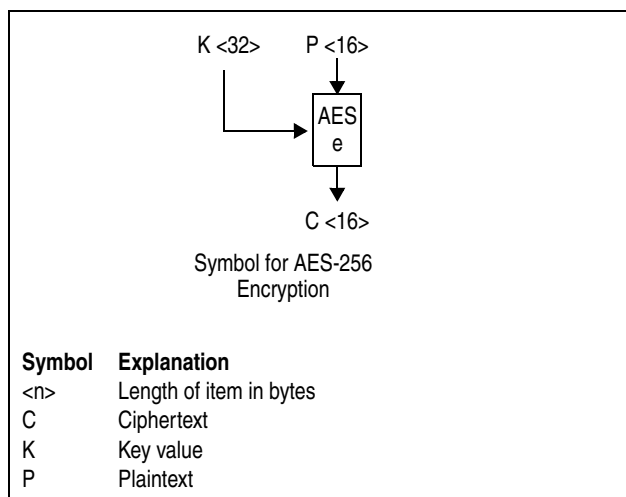 K <32> P <16>
AES
e
C <16>
Symbol for AES-256
Encryption
Symbol Explanation
<n> Length of item in bytes
C Ciphertext
K Key value
P Plaintext